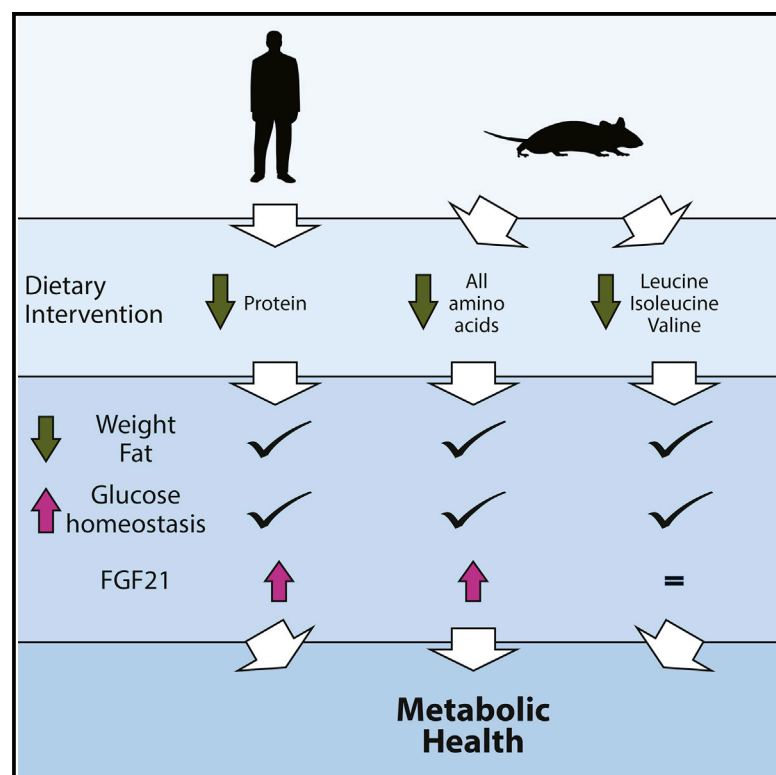 Dietary
Intervention
Protein
All
amino
acids
Leucine
Isoleucine
Valine
Weight
Fat
Glucose
homeostasis
FGF21
=
Metabolic
Health